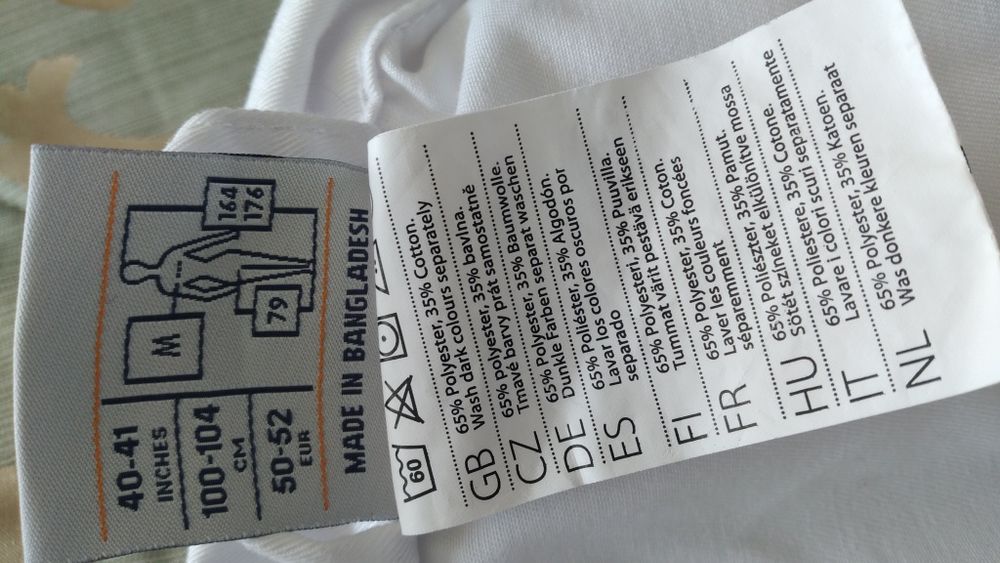 40-41
INCHES
100-104
CM
50-52
EUR
M
79
164
176
MADE IN BANGLADESH
60
GB
65% Polyester, 35% Cotton.
Wash dark colours separately
CZ
65% polyester, 35% bavlna.
Tmavé barvy prát samostatně
DE
65% Polyester, 35% Baumwolle.
Dunkle Farben separat waschen
ES
65% Poliéster, 35% Algodón.
Lavar los colores oscuros por
separado
FI
65% Polyesteri, 35% Puuvilla.
Tummat värit pestävä erikseen
FR
65% Polyester, 35% Coton.
Laver les couleurs foncées
séparemment
HU
65% Poliészter, 35% Pamut.
Sötét színeket elkülönítve mossa
IT
65% Poliestere, 35% Cotone.
Lavare i colori scuri separatamente
NL
65% Polyester, 35% Katoen.
Was donkere kleuren separaat